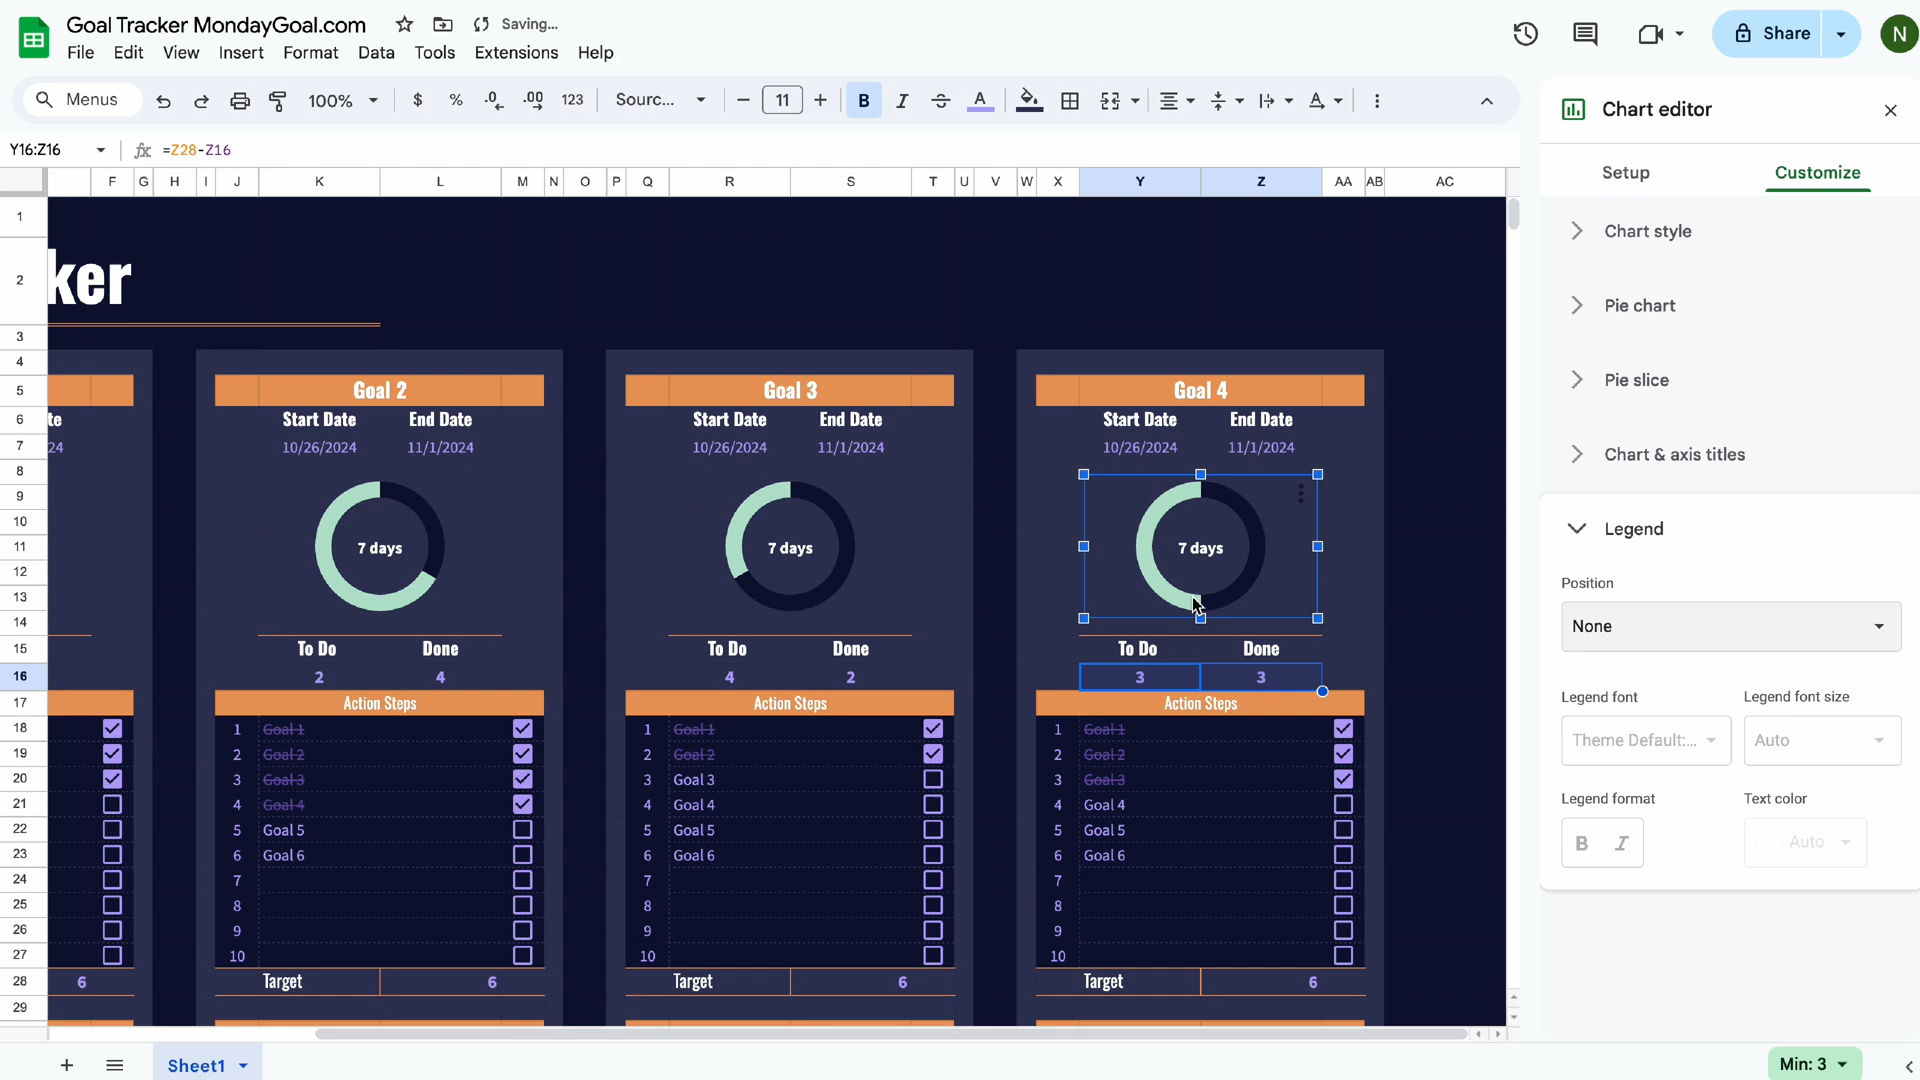 Goal Tracker MondayGoal.com Saving...
File Edit View Insert Format Data Tools Extensions Help
Share
N
Menus 100% $ % .0 .00 123 Sourc... 11 B I A
Y16:Z16 fx =Z28-Z16
F G H I J K L M N O P Q R S T U V W X Y Z AA AB AC
1
2 ker
3
4
5 Goal 2 Goal 3 Goal 4
6 te Start Date End Date Start Date End Date Start Date End Date
7 24 10/26/2024 11/1/2024 10/26/2024 11/1/2024 10/26/2024 11/1/2024
8
9
10
11 7 days 7 days 7 days
12
13
14
15 To Do Done To Do Done To Do Done
16 2 4 4 2 3 3
17 Action Steps Action Steps Action Steps
18 1 Goal 1 1 Goal 1 1 Goal 1
19 2 Goal 2 2 Goal 2 2 Goal 2
20 3 Goal 3 3 Goal 3 3 Goal 3
21 4 Goal 4 4 Goal 4 4 Goal 4
22 5 Goal 5 5 Goal 5 5 Goal 5
23 6 Goal 6 6 Goal 6 6 Goal 6
24 7 7 7
25 8 8 8
26 9 9 9
27 10 10 10
28 6 Target 6 Target 6 Target 6
29
Sheet1
Min: 3
Chart editor
Setup Customize
Chart style
Pie chart
Pie slice
Chart & axis titles
Legend
Position
None
Legend font Legend font size
Theme Default:... Auto
Legend format Text color
B I Auto